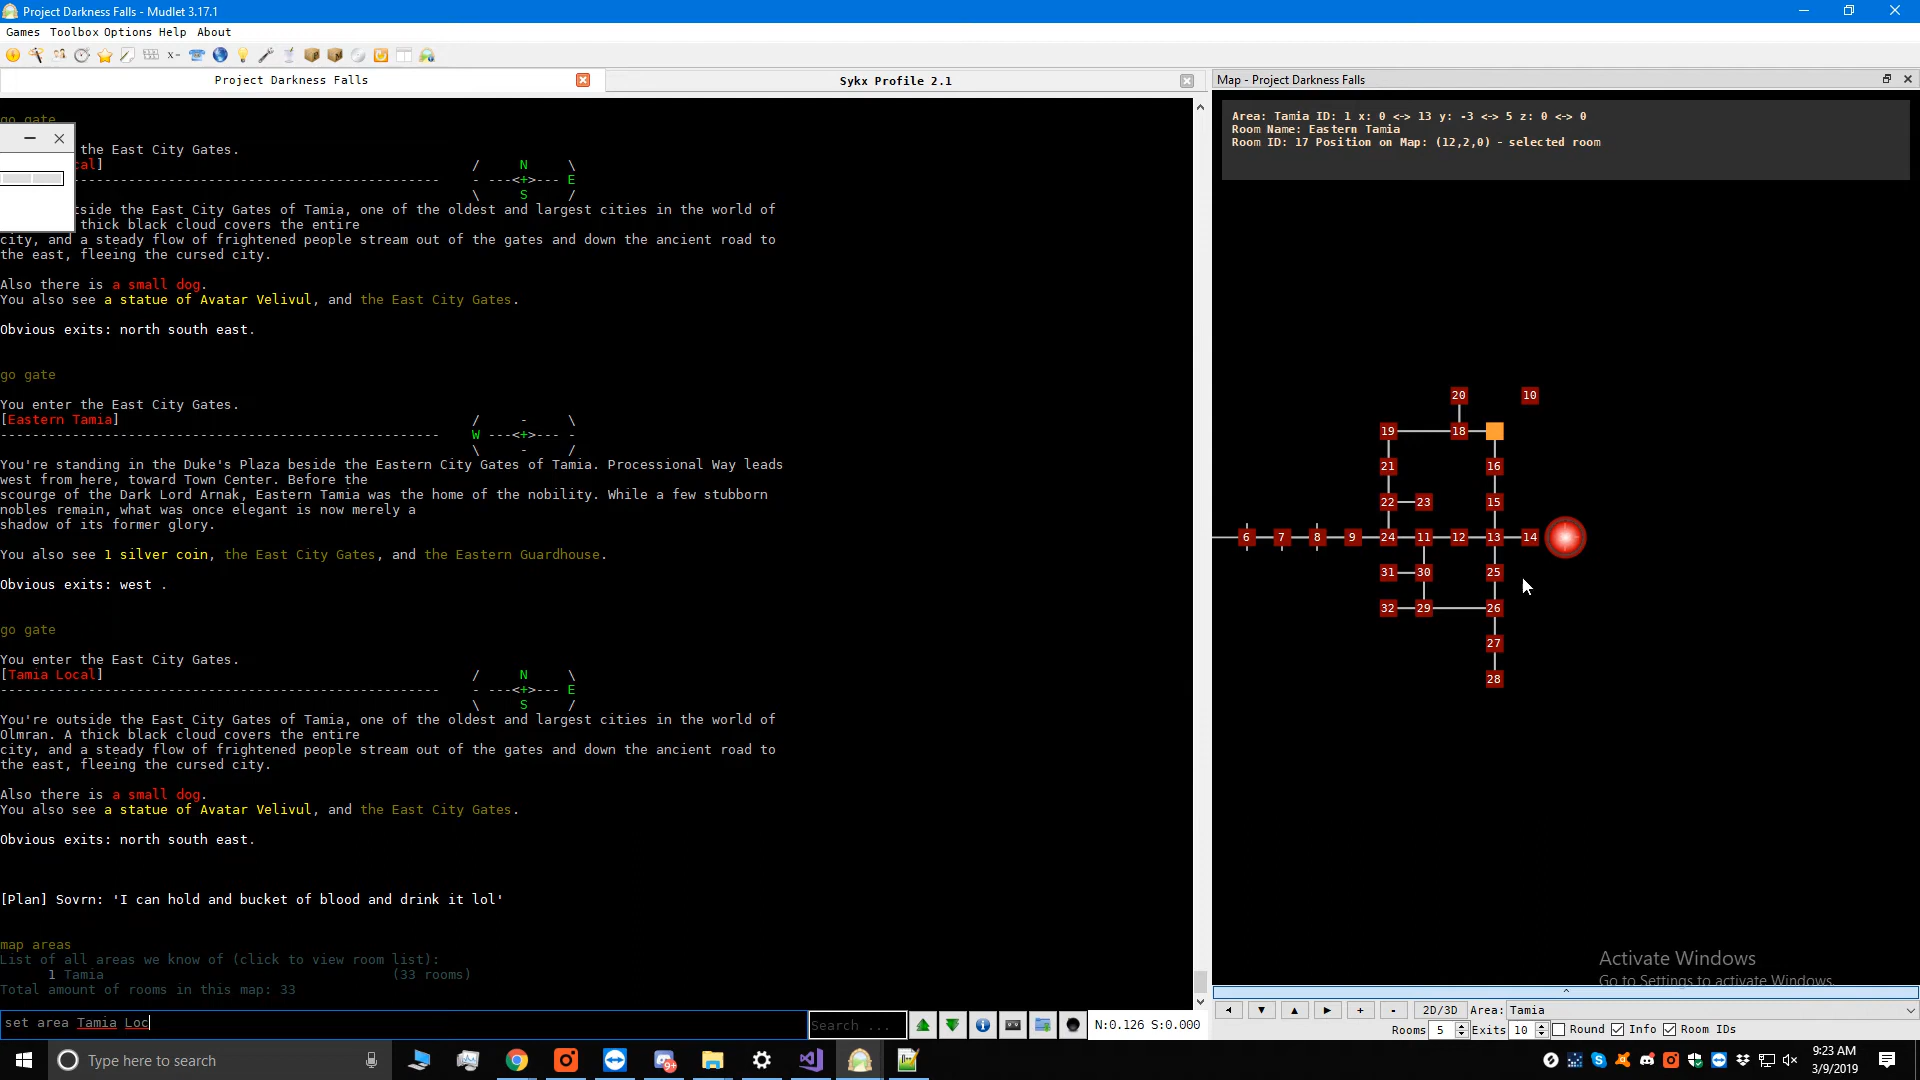 Project Darkness Falls - Mudlet 3.17.1
Games Toolbox Options Help About
Project Darkness Falls
Sykx Profile 2.1
Map - Project Darkness Falls
go gate
the East City Gates.
cal]
/ N \
--------------------------------------- - ---<+>--- E
\ S /
tside the East City Gates of Tamia, one of the oldest and largest cities in the world of
thick black cloud covers the entire
city, and a steady flow of frightened people stream out of the gates and down the ancient road to
the east, fleeing the cursed city.
Also there is a small dog.
You also see a statue of Avatar Velivul, and the East City Gates.
Obvious exits: north south east.
go gate
You enter the East City Gates.
[Eastern Tamia] / - \
------------------------------------------------------- W ---<+>--- -
\ - /
You're standing in the Duke's Plaza beside the Eastern City Gates of Tamia. Processional Way leads
west from here, toward Town Center. Before the
scourge of the Dark Lord Arnak, Eastern Tamia was the home of the nobility. While a few stubborn
nobles remain, what was once elegant is now merely a
shadow of its former glory.
You also see 1 silver coin, the East City Gates, and the Eastern Guardhouse.
Obvious exits: west .
go gate
You enter the East City Gates.
[Tamia Local] / N \
------------------------------------------------------- - ---<+>--- E
\ S /
You're outside the East City Gates of Tamia, one of the oldest and largest cities in the world of
Olmran. A thick black cloud covers the entire
city, and a steady flow of frightened people stream out of the gates and down the ancient road to
the east, fleeing the cursed city.
Also there is a small dog.
You also see a statue of Avatar Velivul, and the East City Gates.
Obvious exits: north south east.
[Plan] Sovrn: 'I can hold and bucket of blood and drink it lol'
map areas
List of all areas we know of (click to view room list):
1 Tamia (33 rooms)
Total amount of rooms in this map: 33
set area Tamia Loc
Search ...
N:0.126 S:0.000
Area: Tamia ID: 1 x: 0 <-> 13 y: -3 <-> 5 z: 0 <-> 0
Room Name: Eastern Tamia
Room ID: 17 Position on Map: (12,2,0) - selected room
20 10
19 18
21 16
22 23 15
6 7 8 9 24 11 12 13 14
31 30 25
32 29 26
27
28
Activate Windows
Go to Settings to activate Windows.
+ - 2D/3D Area: Tamia
Rooms 5 Exits 10 Round Info Room IDs
Type here to search
9:23 AM
3/9/2019